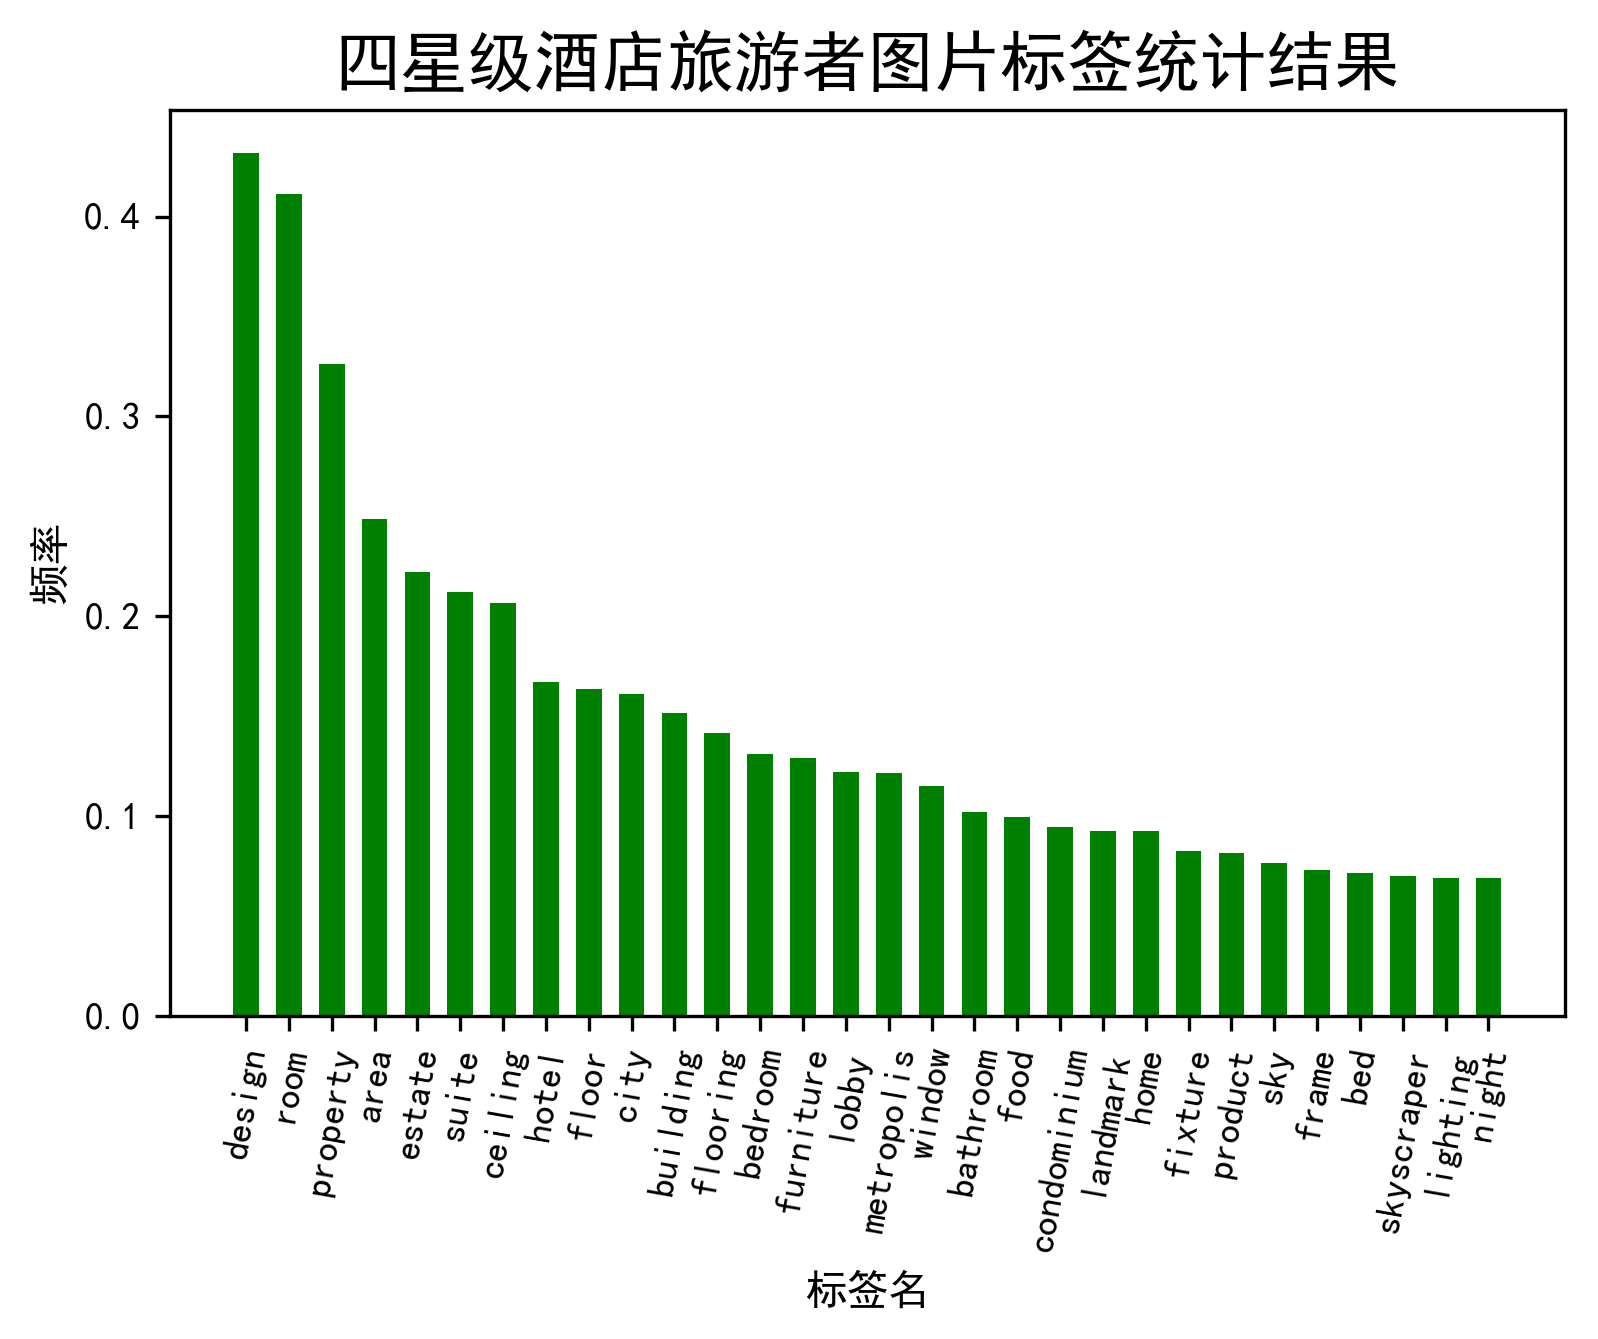 四星级酒店旅游者图片标签统计结果
频率
0.4
0.3
0.2
0.1
0.0
design
room
property
area
estate
suite
ceiling
hotel
floor
city
building
flooring
bedroom
furniture
lobby
metropolis
window
bathroom
food
condominium
landmark
home
fixture
product
sky
frame
bed
skyscraper
lighting
night
标签名